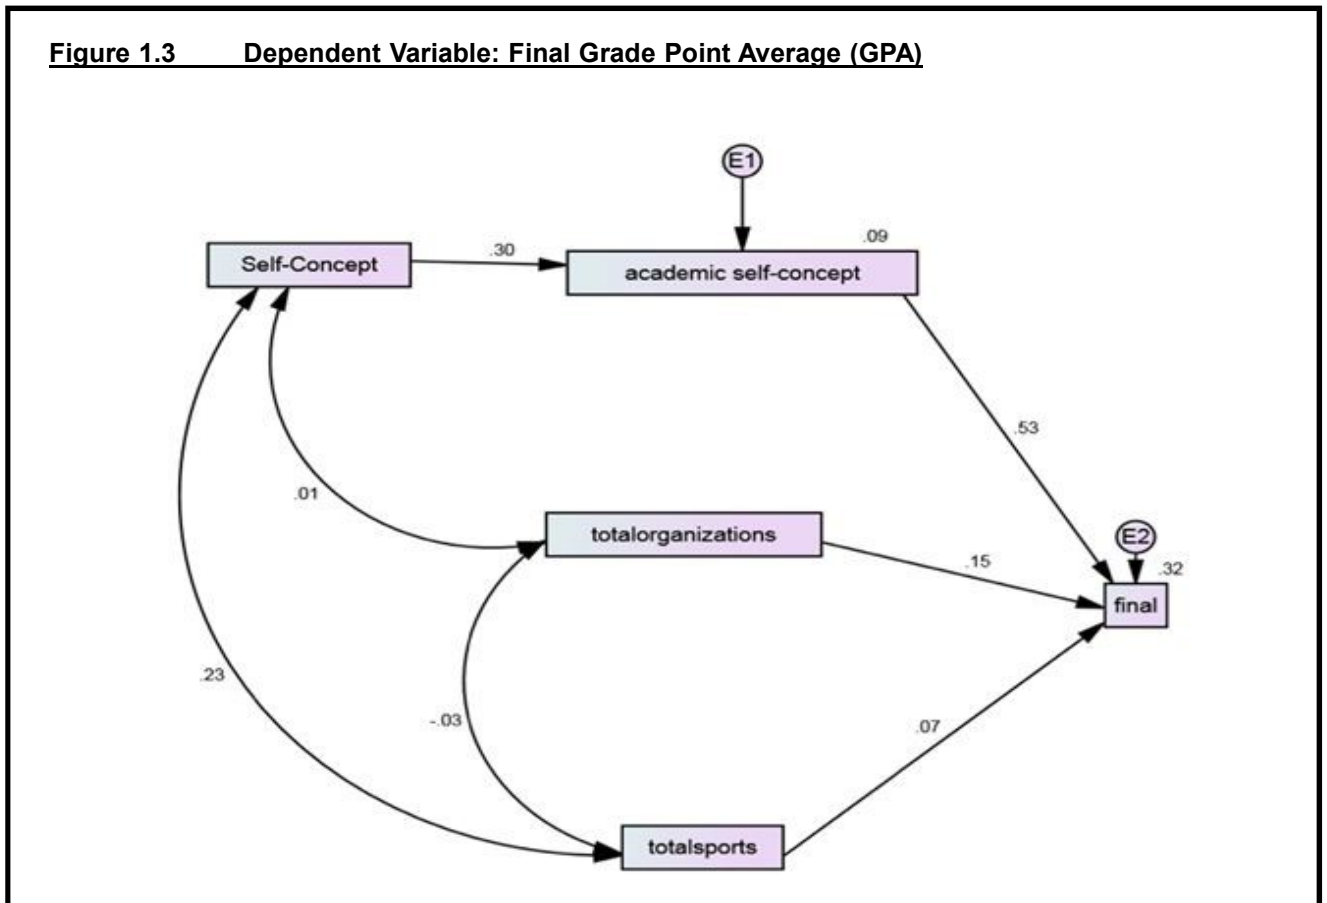 Figure 1.3 Dependent Variable: Final Grade Point Average (GPA)
E1
.09
Self-Concept
.30
academic self-concept
.53
.01
totalorganizations
E2
.15
.32
final
.23
-.03
.07
totalsports